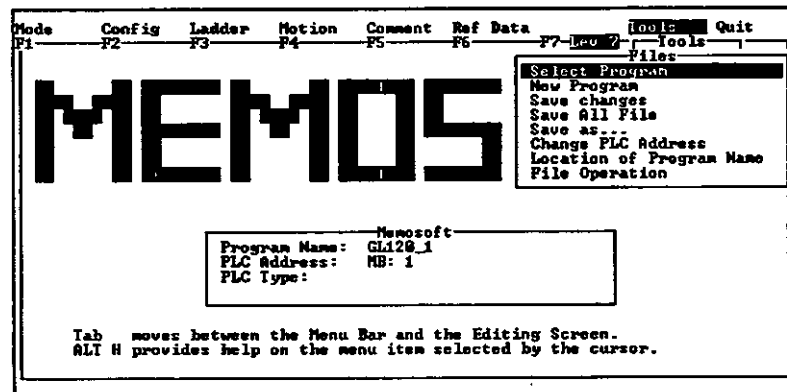 Mode Config Ladder Motion Comment Ref Data Tools Quit
F1 F2 F3 F4 F5 F6 F7 Lev ? Tools
Files
Select Program
New Program
Save changes
Save All File
Save as...
Change PLC Address
Location of Program Name
File Operation
MEMOS
Memosoft
Program Name: GL120_1
PLC Address: MB: 1
PLC Type:
Tab moves between the Menu Bar and the Editing Screen.
ALT H provides help on the menu item selected by the cursor.